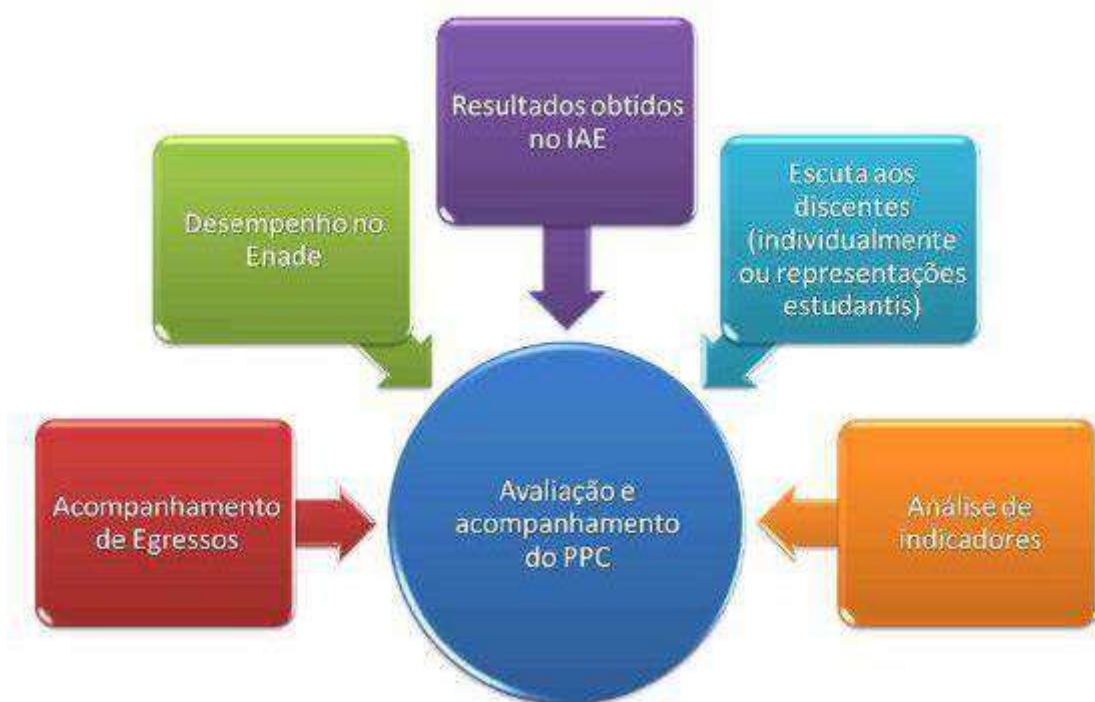 Resultados obtidos
no IAE
Desempenho no
Enade
Escuta aos
discentes
(individualmente
ou representações
estudantis)
Acompanhamento
de Egressos
Avaliação e
acompanhamento
do PPC
Análise de
indicadores